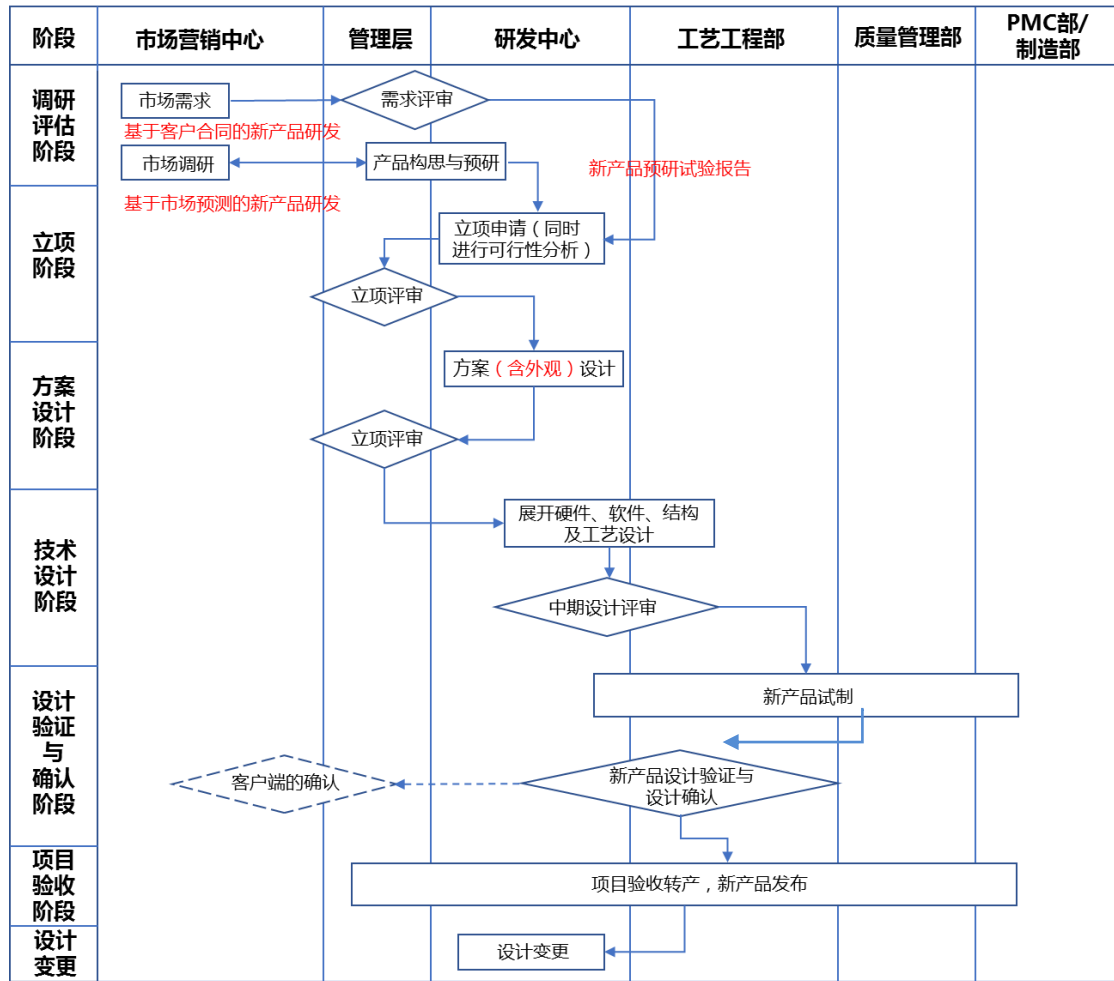 阶段
市场营销中心
管理层
研发中心
工艺工程部
质量管理部
PMC部/
制造部
调研
评估
阶段
市场需求
需求评审
基于客户合同的新产品研发
市场调研
产品构思与预研
新产品预研试验报告
基于市场预测的新产品研发
立项
阶段
立项申请（同时
进行可行性分析）
立项评审
方案
设计
阶段
方案（含外观）设计
立项评审
技术
设计
阶段
展开硬件、软件、结构
及工艺设计
中期设计评审
设计
验证
与
确认
阶段
新产品试制
客户端的确认
新产品设计验证与
设计确认
项目
验收
阶段
项目验收转产，新产品发布
设计
变更
设计变更